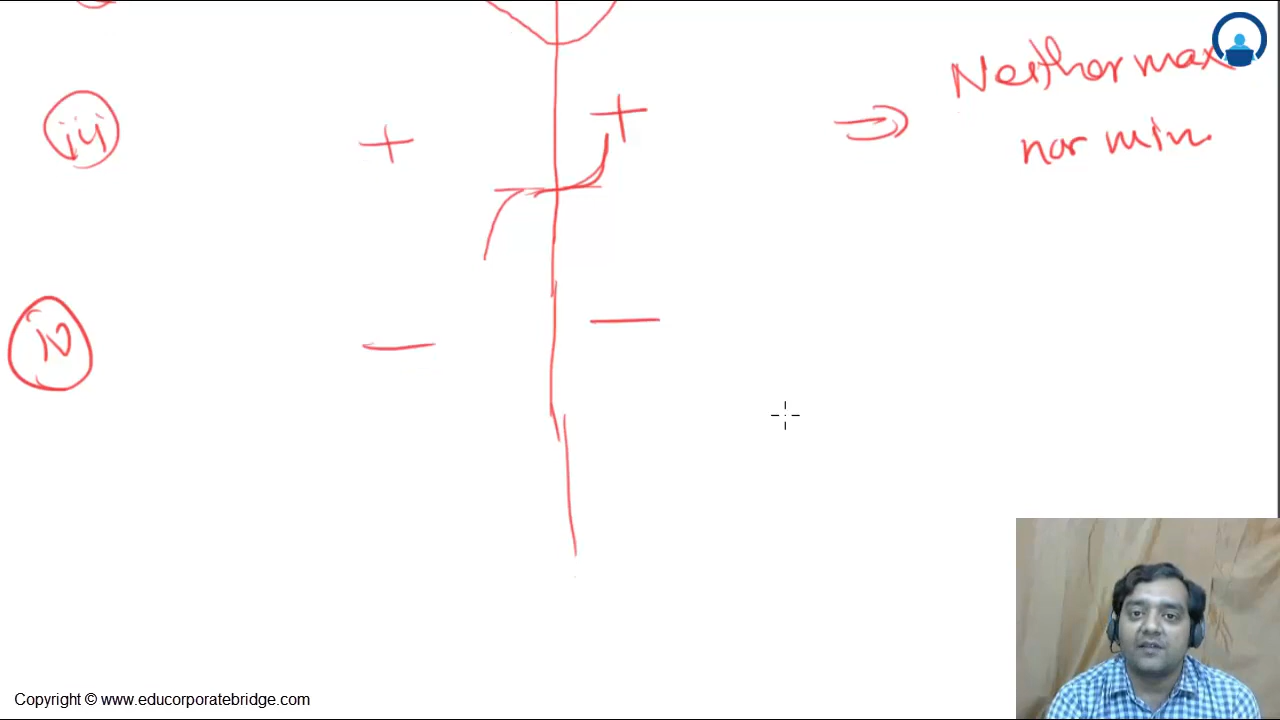 Neither max
iii + + ⇒ nor min
iv — —
Copyright © www.educorporatebridge.com